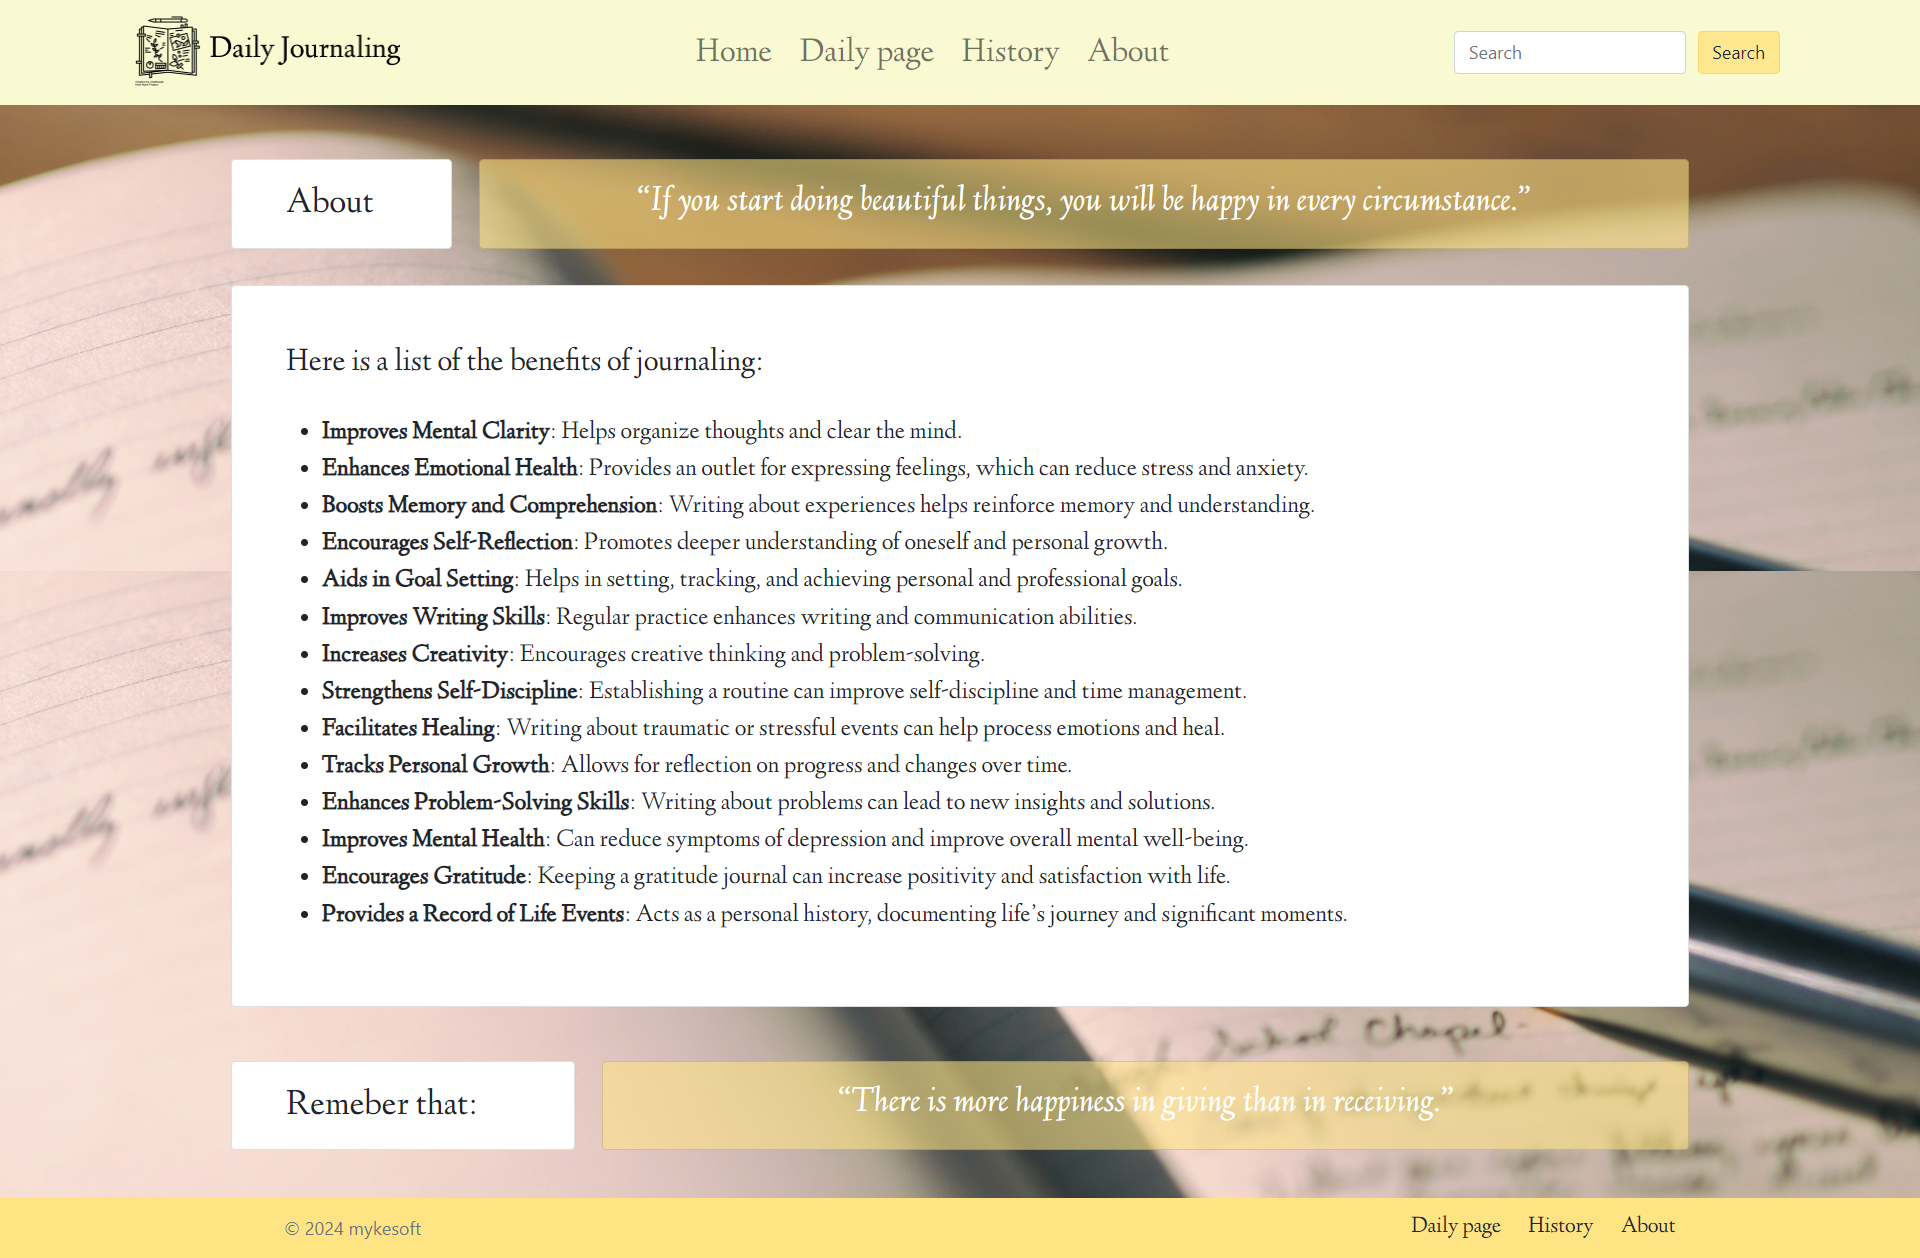 Daily Journaling
Home Daily page History About
Search
Search
About
“If you start doing beautiful things, you will be happy in every circumstance.”
Here is a list of the benefits of journaling:
• Improves Mental Clarity: Helps organize thoughts and clear the mind.
• Enhances Emotional Health: Provides an outlet for expressing feelings, which can reduce stress and anxiety.
• Boosts Memory and Comprehension: Writing about experiences helps reinforce memory and understanding.
• Encourages Self-Reflection: Promotes deeper understanding of oneself and personal growth.
• Aids in Goal Setting: Helps in setting, tracking, and achieving personal and professional goals.
• Improves Writing Skills: Regular practice enhances writing and communication abilities.
• Increases Creativity: Encourages creative thinking and problem-solving.
• Strengthens Self-Discipline: Establishing a routine can improve self-discipline and time management.
• Facilitates Healing: Writing about traumatic or stressful events can help process emotions and heal.
• Tracks Personal Growth: Allows for reflection on progress and changes over time.
• Enhances Problem-Solving Skills: Writing about problems can lead to new insights and solutions.
• Improves Mental Health: Can reduce symptoms of depression and improve overall mental well-being.
• Encourages Gratitude: Keeping a gratitude journal can increase positivity and satisfaction with life.
• Provides a Record of Life Events: Acts as a personal history, documenting life’s journey and significant moments.
Chapel-
Remeber that:
“There is more happiness in giving than in receiving.”
© 2024 mykesoft
Daily page History About